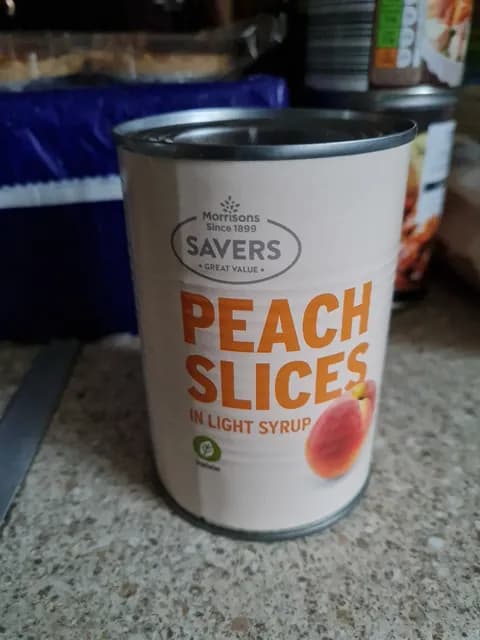 Morrisons
Since 1899
SAVERS
• GREAT VALUE •
PEACH
SLICES
IN LIGHT SYRUP